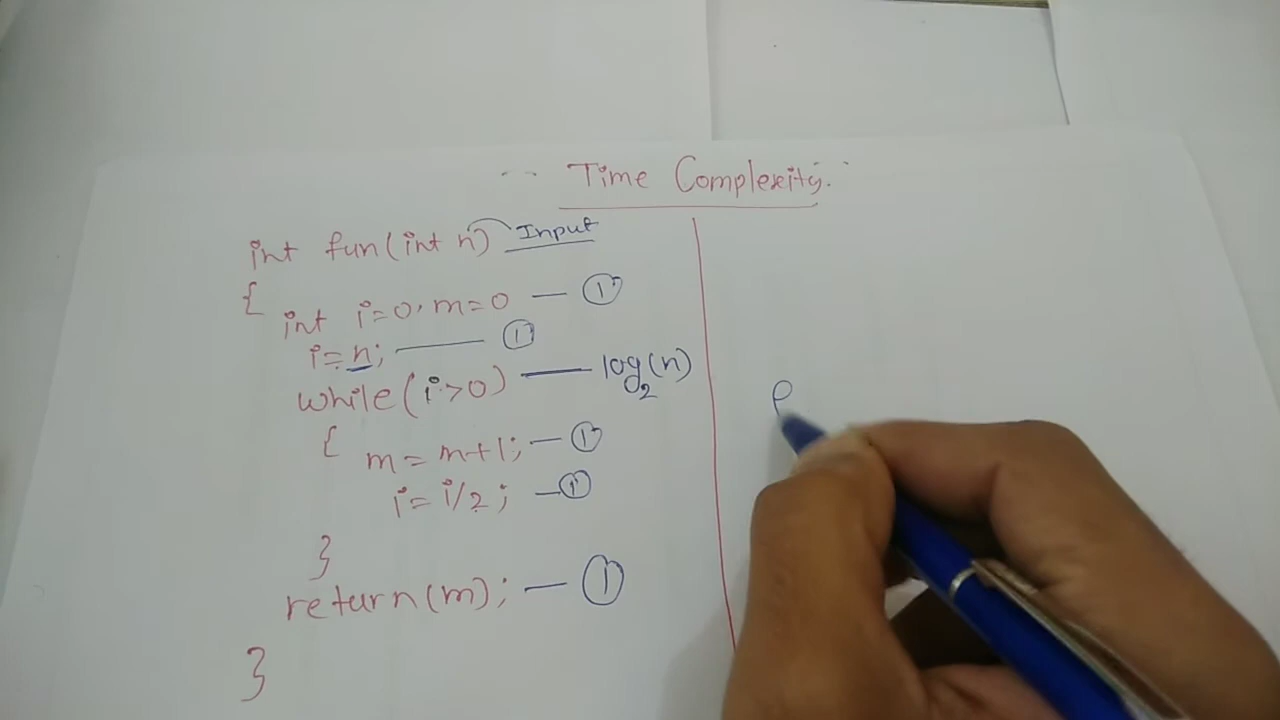 Time Complexity.
int fun(int n) Input
{
int i=0, m=0 — ①
i=n; — ①
while(i>0) — log₂(n)
{ m=m+1; — ①
i=i/2; — ①
}
return(m); — ①
}